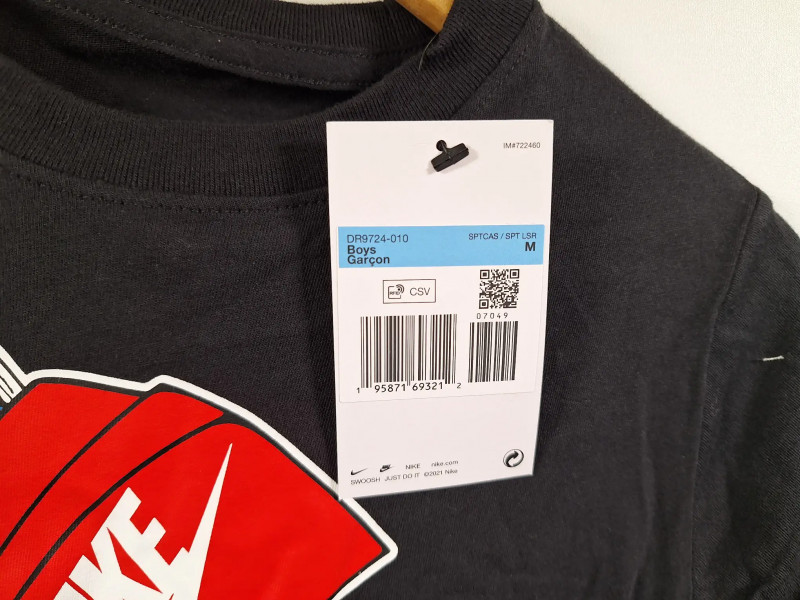 IM#722460
DR9724-010
SPTCAS / SPT LSR
Boys
M
Garçon
RFID
CSV
07049
1 95871 69321 2
NIKE nike.com
SWOOSH JUST DO IT ©2021 Nike
NIKE